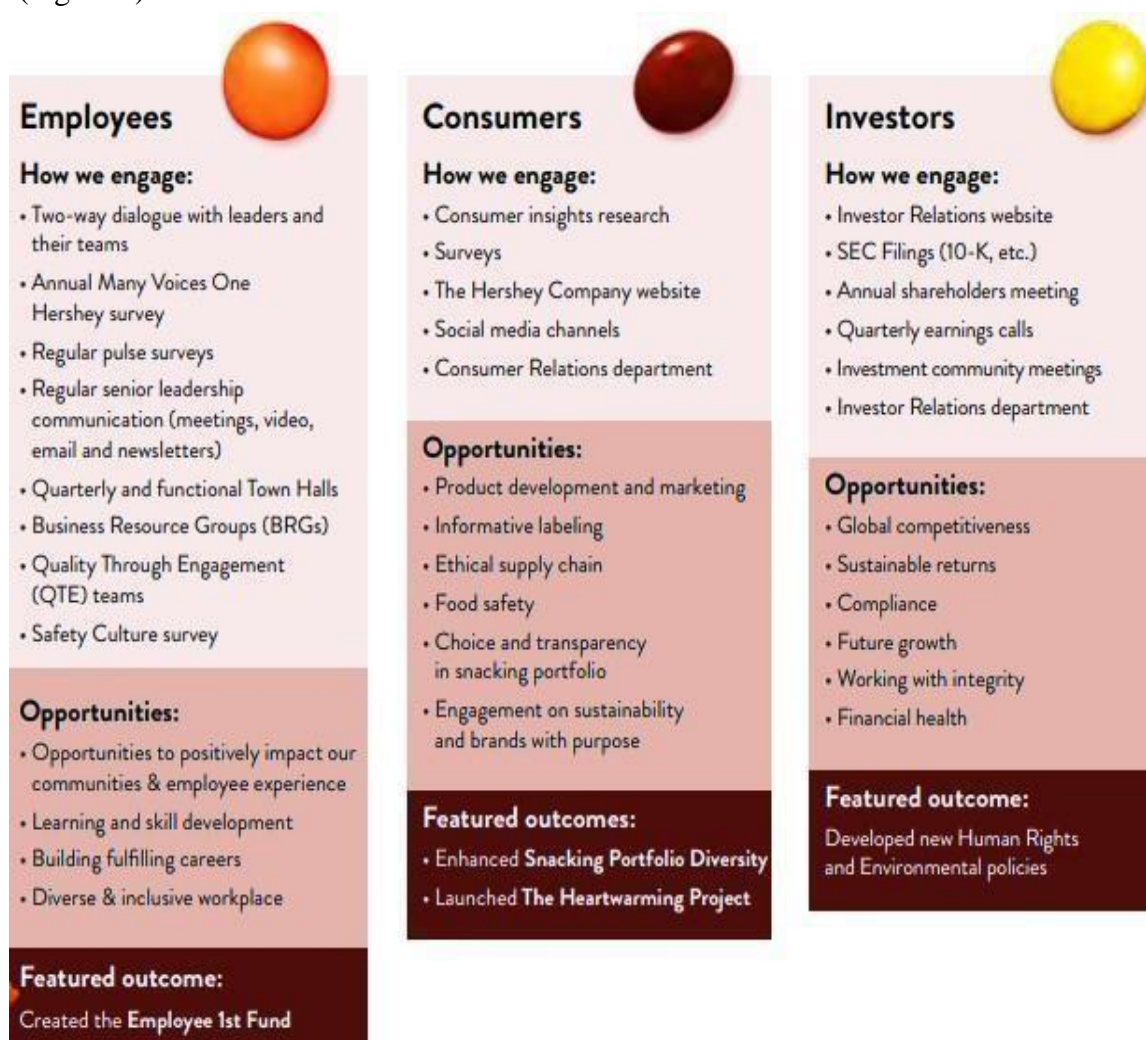 Employees
How we engage:
• Two-way dialogue with leaders and
their teams
• Annual Many Voices One
Hershey survey
• Regular pulse surveys
• Regular senior leadership
communication (meetings, video,
email and newsletters)
• Quarterly and functional Town Halls
• Business Resource Groups (BRGs)
• Quality Through Engagement
(QTE) teams
• Safety Culture survey
Opportunities:
• Opportunities to positively impact our
communities & employee experience
• Learning and skill development
• Building fulfilling careers
• Diverse & inclusive workplace
Featured outcome:
Created the Employee 1st Fund
Consumers
How we engage:
• Consumer insights research
• Surveys
• The Hershey Company website
• Social media channels
• Consumer Relations department
Opportunities:
• Product development and marketing
• Informative labeling
• Ethical supply chain
• Food safety
• Choice and transparency
in snacking portfolio
• Engagement on sustainability
and brands with purpose
Featured outcomes:
• Enhanced Snacking Portfolio Diversity
• Launched The Heartwarming Project
Investors
How we engage:
• Investor Relations website
• SEC Filings (10-K, etc.)
• Annual shareholders meeting
• Quarterly earnings calls
• Investment community meetings
• Investor Relations department
Opportunities:
• Global competitiveness
• Sustainable returns
• Compliance
• Future growth
• Working with integrity
• Financial health
Featured outcome:
Developed new Human Rights
and Environmental policies